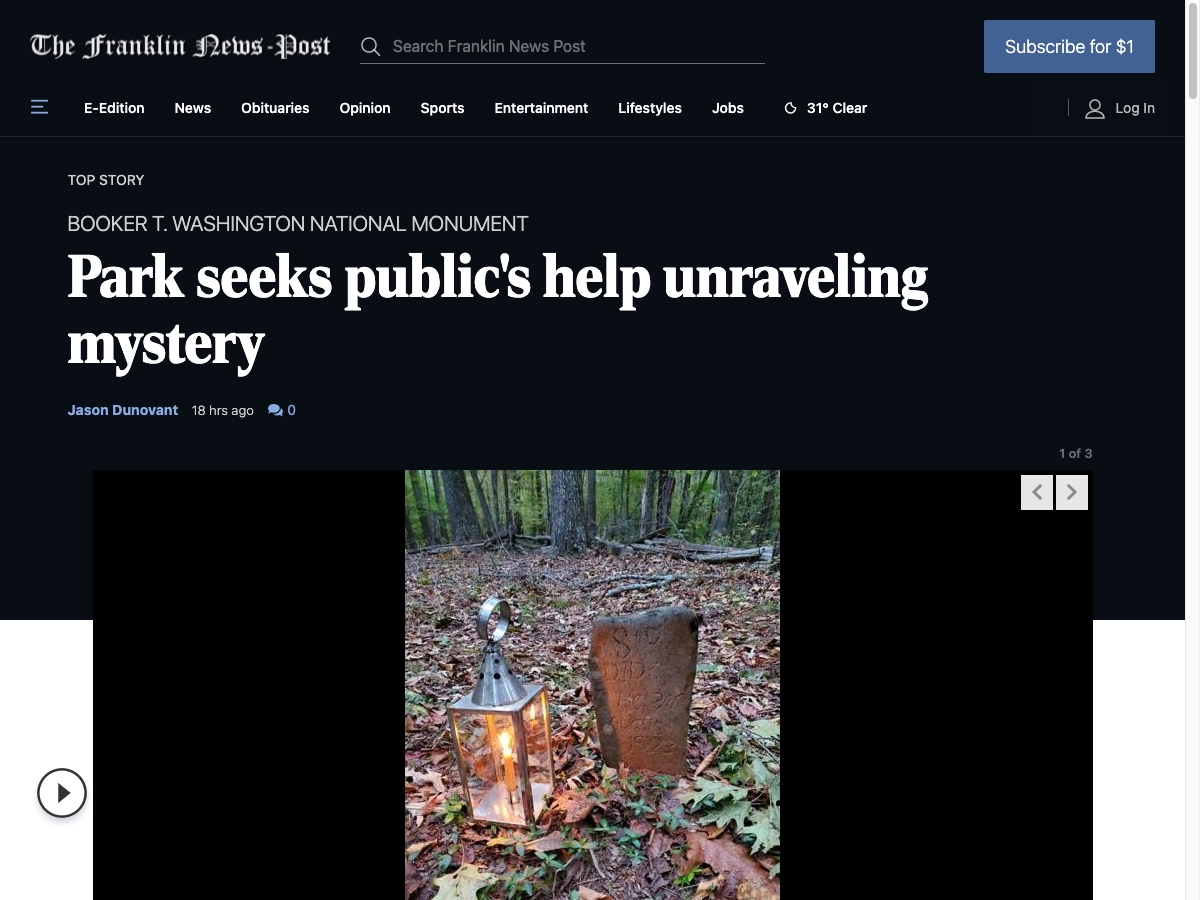 The Franklin News-Post
Search Franklin News Post
Subscribe for $1
E-Edition News Obituaries Opinion Sports Entertainment Lifestyles Jobs 31° Clear Log In
TOP STORY
BOOKER T. WASHINGTON NATIONAL MONUMENT
Park seeks public's help unraveling
mystery
Jason Dunovant 18 hrs ago 0
1 of 3